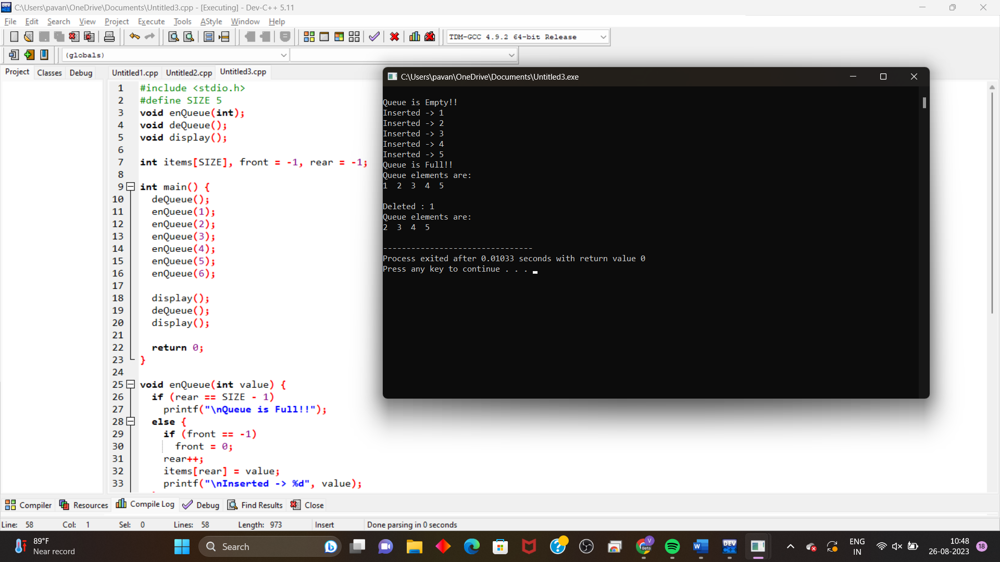 C:\Users\pavan\OneDrive\Documents\Untitled3.cpp - [Executing] - Dev-C++ 5.11
File Edit Search View Project Execute Tools AStyle Window Help
TDM-GCC 4.9.2 64-bit Release
(globals)
Project Classes Debug
Untitled1.cpp Untitled2.cpp Untitled3.cpp
1 #include <stdio.h>
2 #define SIZE 5
3 void enQueue(int);
4 void deQueue();
5 void display();
6
7 int items[SIZE], front = -1, rear = -1;
8
9 int main() {
10 deQueue();
11 enQueue(1);
12 enQueue(2);
13 enQueue(3);
14 enQueue(4);
15 enQueue(5);
16 enQueue(6);
17
18 display();
19 deQueue();
20 display();
21
22 return 0;
23 }
24
25 void enQueue(int value) {
26 if (rear == SIZE - 1)
27 printf("\nQueue is Full!!");
28 else {
29 if (front == -1)
30 front = 0;
31 rear++;
32 items[rear] = value;
33 printf("\nInserted -> %d", value);
C:\Users\pavan\OneDrive\Documents\Untitled3.exe
Queue is Empty!!
Inserted -> 1
Inserted -> 2
Inserted -> 3
Inserted -> 4
Inserted -> 5
Queue is Full!!
Queue elements are:
1 2 3 4 5
Deleted : 1
Queue elements are:
2 3 4 5
--------------------------------
Process exited after 0.01033 seconds with return value 0
Press any key to continue . . .
Compiler Resources Compile Log Debug Find Results Close
Line: 58 Col: 1 Sel: 0 Lines: 58 Length: 973 Insert Done parsing in 0 seconds
89°F
Near record
Search
V
Beta
DEV
C++
ENG
IN
10:48
26-08-2023
18